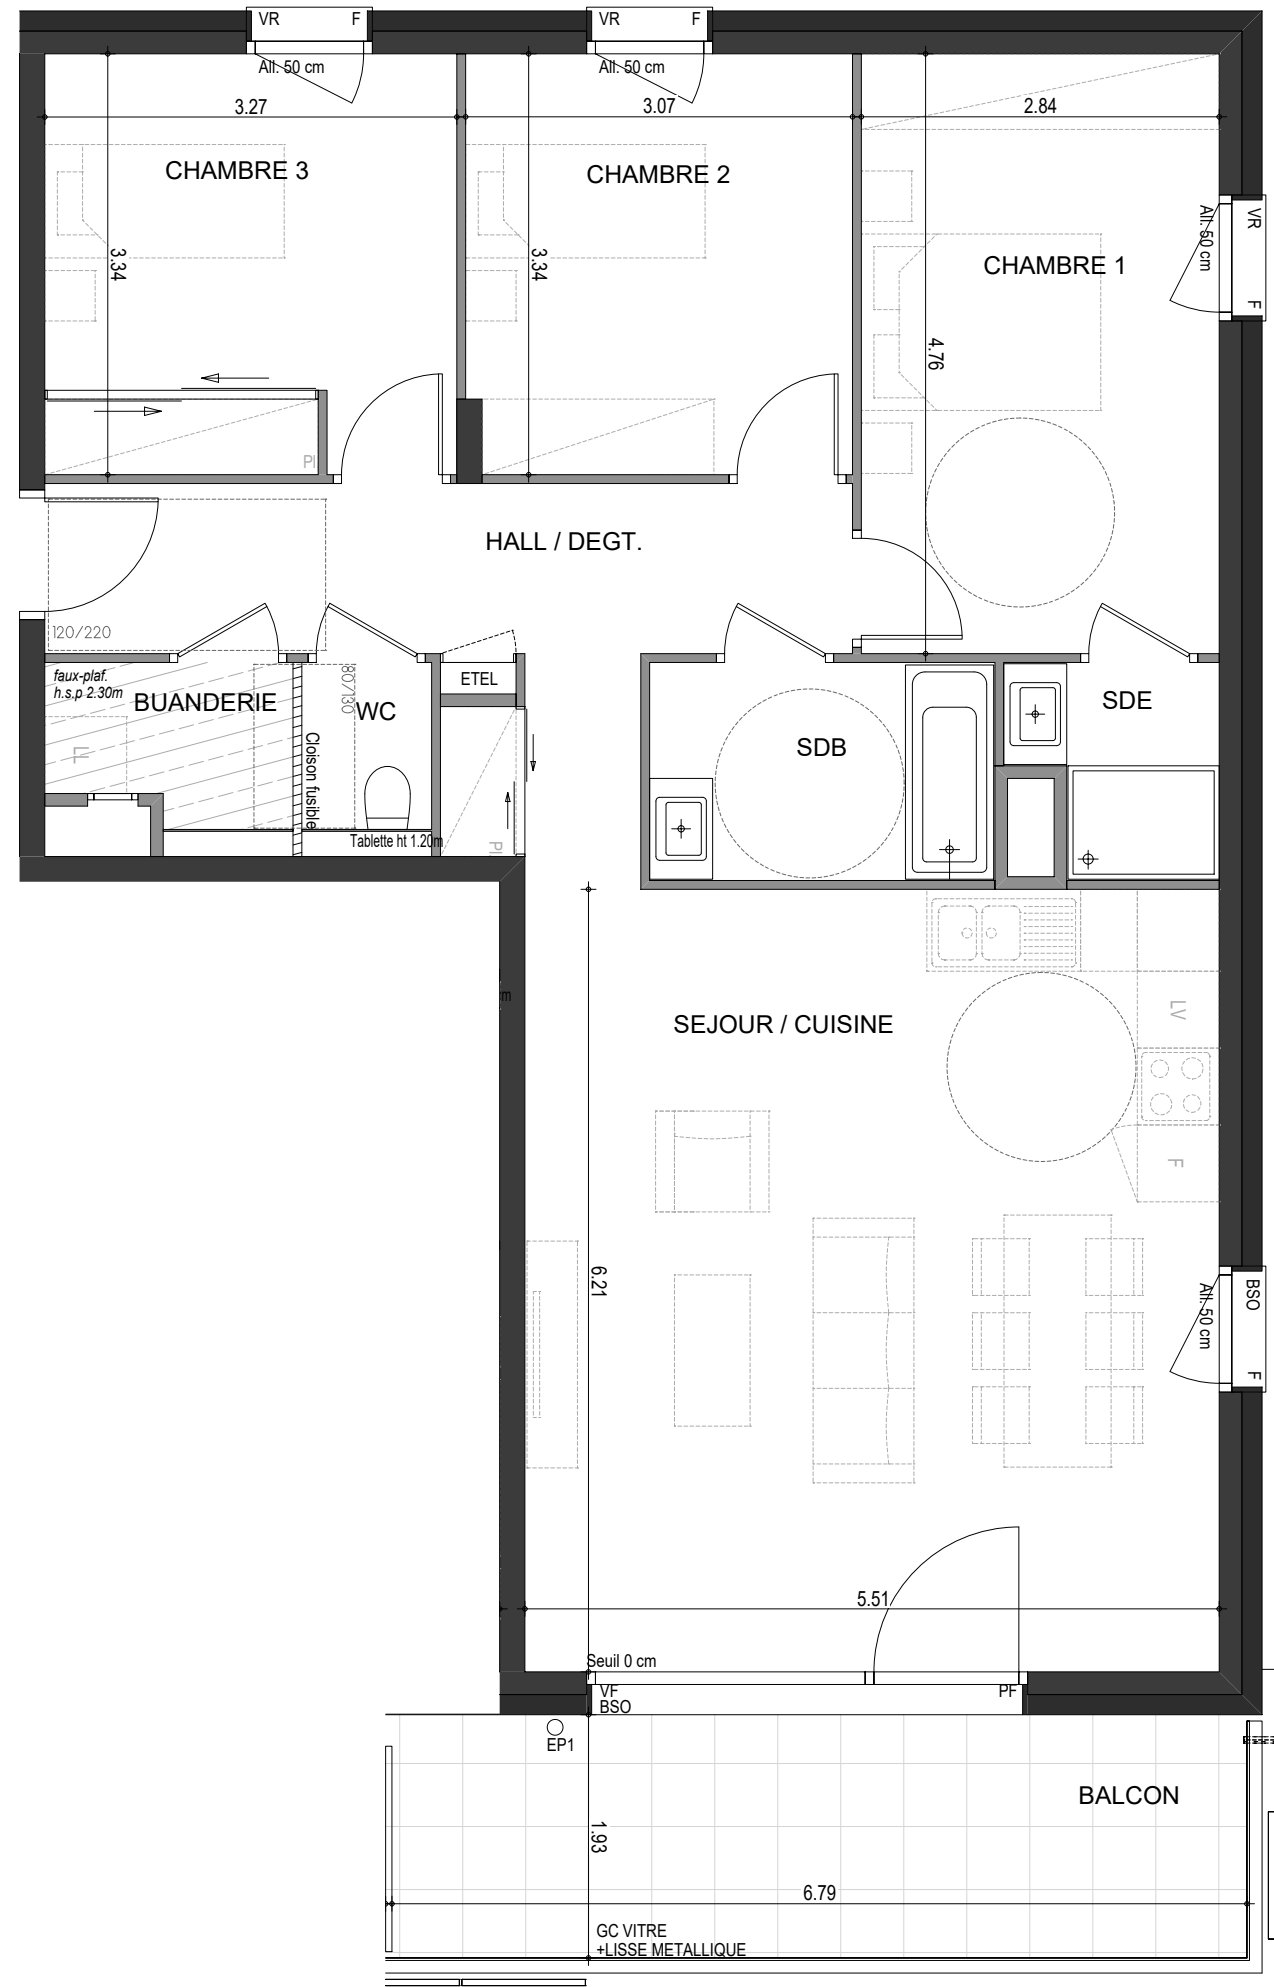 VR F
VR F
All. 50 cm
All. 50 cm
3.27
3.07
2.84
CHAMBRE 3
CHAMBRE 2
VR
F
All. 50 cm
3.34
3.34
CHAMBRE 1
4.76
Pl
HALL / DEGT.
120/220
faux-plaf.
h.s.p 2.30m
BUANDERIE
80/130
WC
ETEL
SDE
SDB
LL
Cloison fusible
Tablette ht 1.20m
Pl.
SEJOUR / CUISINE
LV
F
6.21
BSO
F
All. 50 cm
5.51
Seuil 0 cm
VF
BSO
PF
EP1
BALCON
1.93
6.79
GC VITRE
+LISSE METALLIQUE